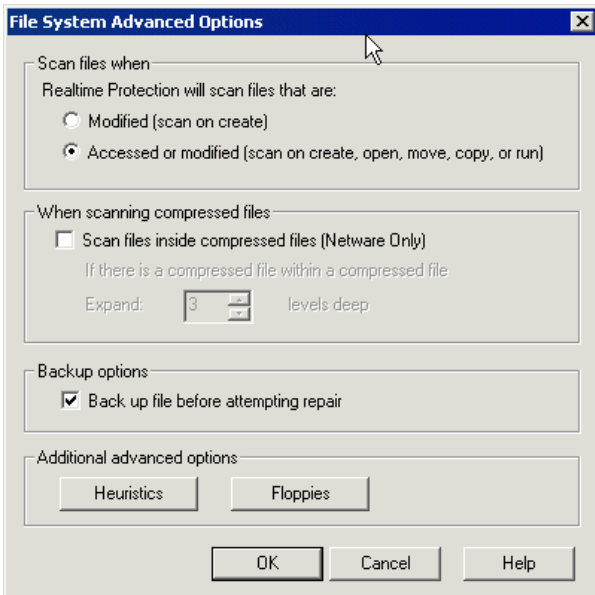 File System Advanced Options
Scan files when
Realtime Protection will scan files that are:
Modified (scan on create)
Accessed or modified (scan on create, open, move, copy, or run)
When scanning compressed files
Scan files inside compressed files (Netware Only)
If there is a compressed file within a compressed file
Expand: 3 levels deep
Backup options
Back up file before attempting repair
Additional advanced options
Heuristics Floppies
OK Cancel Help